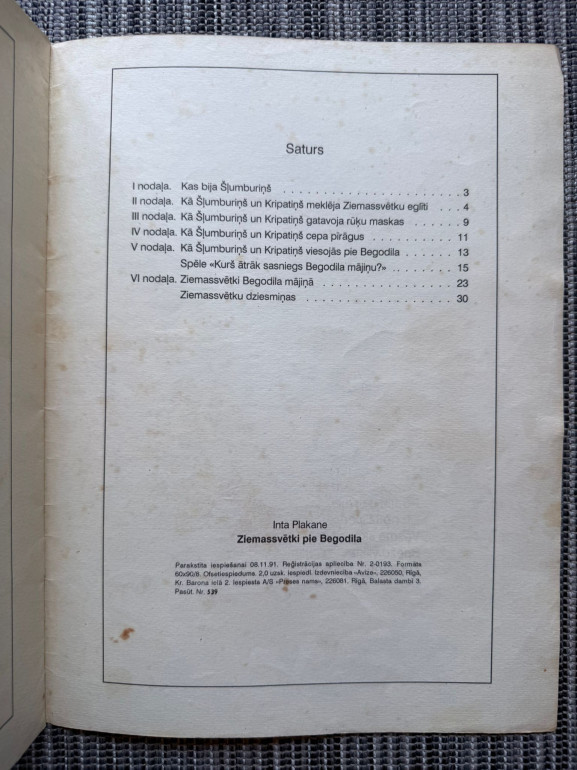 Saturs
I nodaļa. Kas bija Šļumburiņš . . . . . . . . . . . . . . . . . . . . . . 3
II nodaļa. Kā Šļumburiņš un Kripatiņš meklēja Ziemassvētku eglīti . 4
III nodaļa. Kā Šļumburiņš un Kripatiņš gatavoja rūķu maskas . . . . 9
IV nodaļa. Kā Šļumburiņš un Kripatiņš cepa pīrāgus . . . . . . . . 11
V nodaļa. Kā Šļumburiņš un Kripatiņš viesojās pie Begodila . . . . 13
Spēle «Kurš ātrāk sasniegs Begodila mājiņu?» . . . . . 15
VI nodaļa. Ziemassvētki Begodila mājiņā . . . . . . . . . . . . . . 23
Ziemassvētku dziesmiņas . . . . . . . . . . . . . . . . . 30
Inta Plakane
Ziemassvētki pie Begodila
Parakstīta iespiešanai 08.11.91. Reģistrācijas apliecība Nr. 2-0193. Formāts
60x90/8. Ofsetiespiedums. 2,0 uzsk. iespiedl. Izdevniecība «Avīze», 226050, Rīgā,
Kr. Barona ielā 2. Iespiesta A/S «Preses nams», 226081, Rīgā, Balasta dambī 3.
Pasūt. Nr. 539